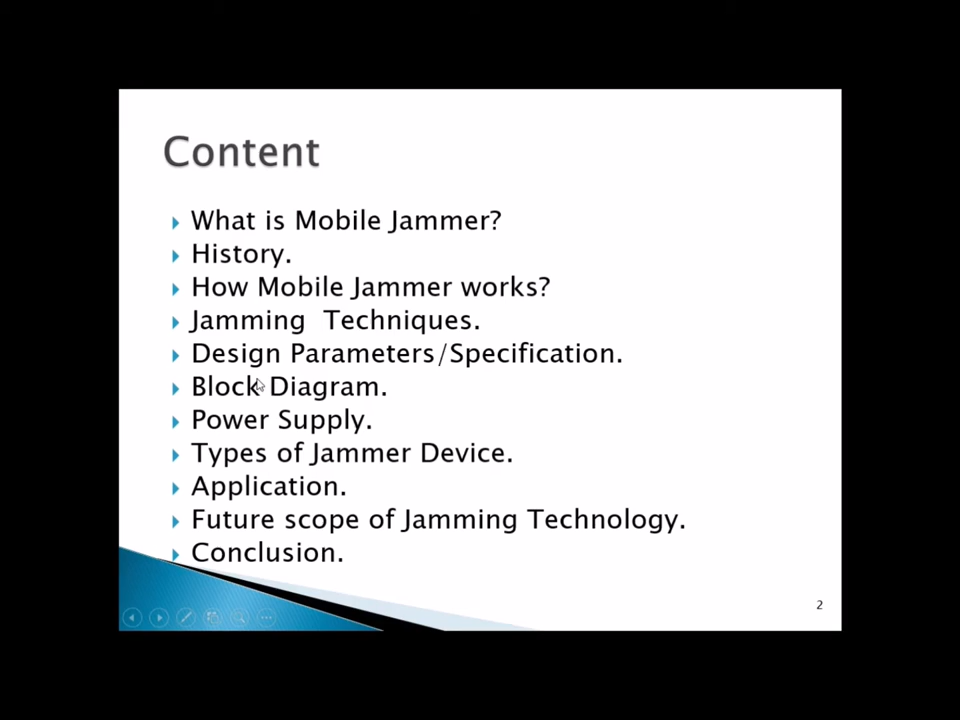 Content
What is Mobile Jammer?
History.
How Mobile Jammer works?
Jamming  Techniques.
Design Parameters/Specification.
Block Diagram.
Power Supply.
Types of Jammer Device.
Application.
Future scope of Jamming Technology.
Conclusion.
2